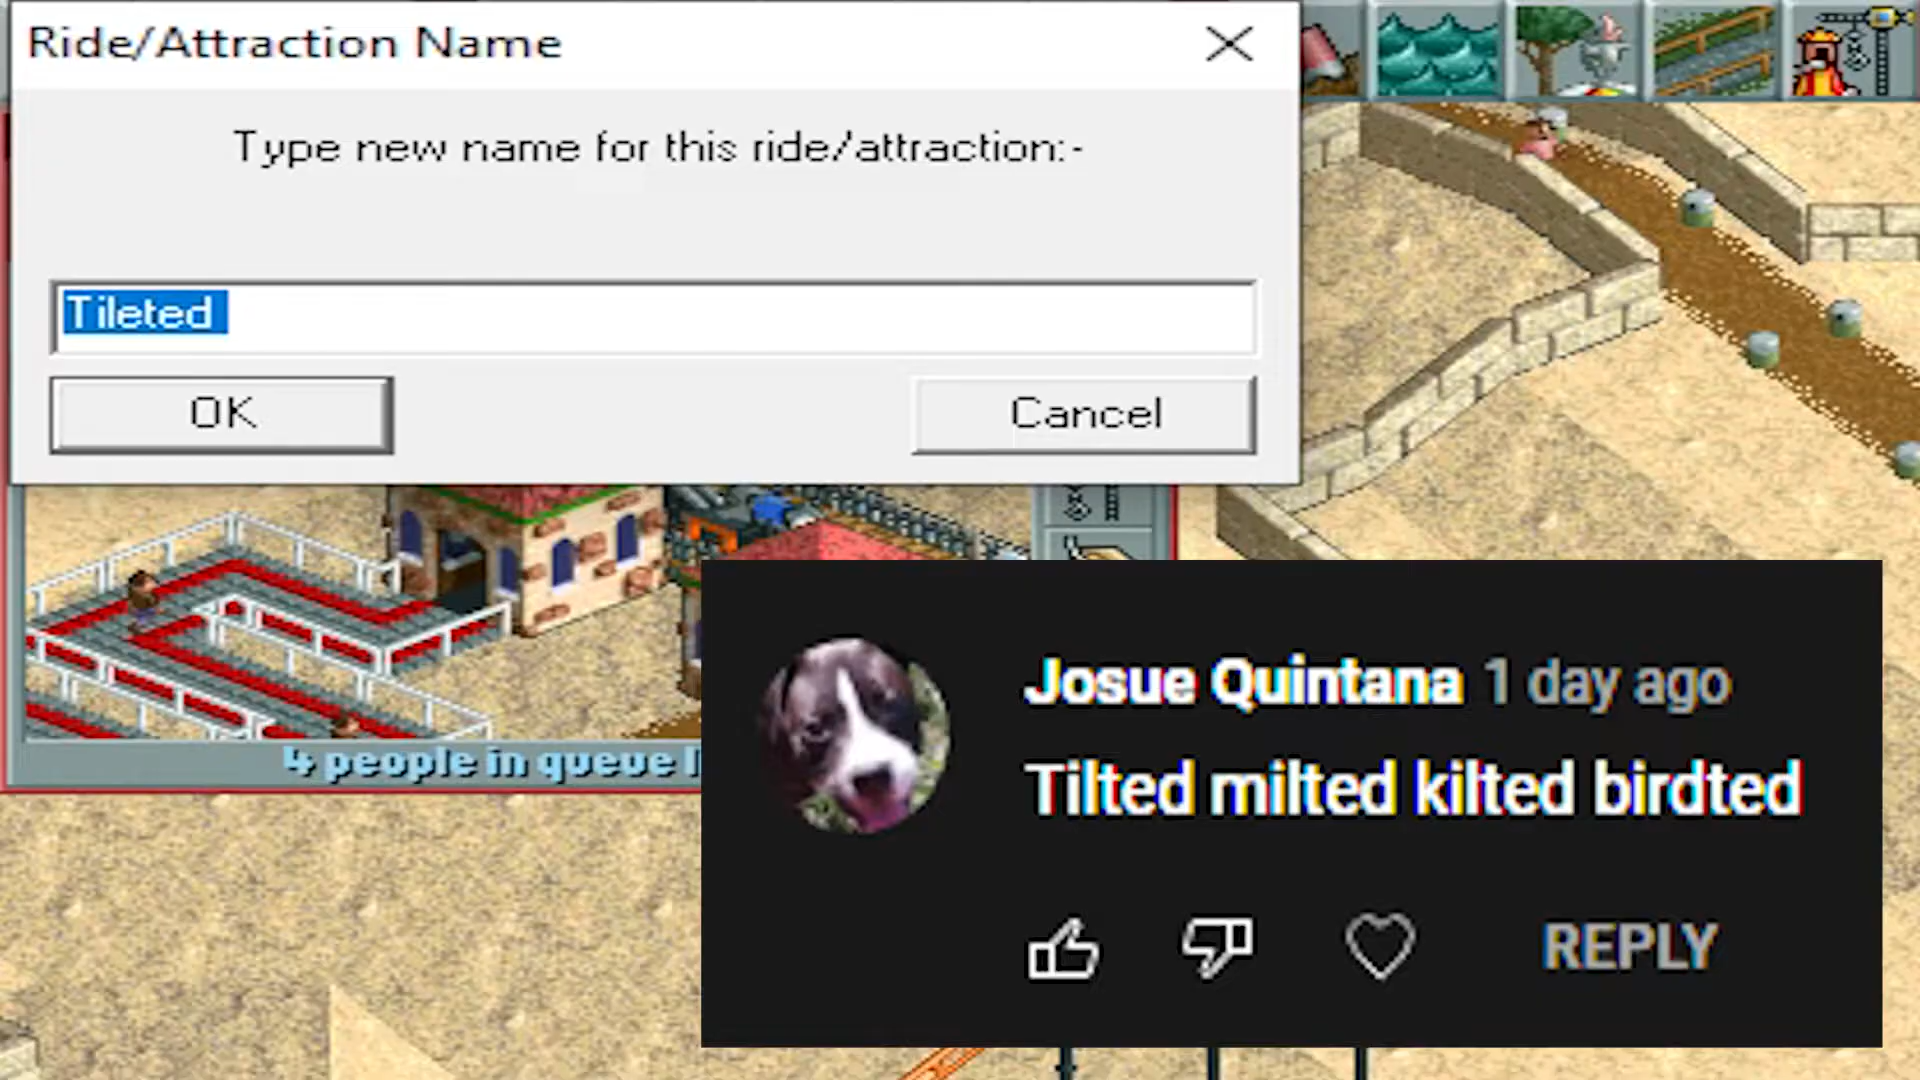 Ride/Attraction Name
Type new name for this ride/attraction:-
Tileted
OK
Cancel
4 people in queue
Josue Quintana 1 day ago
Tilted milted kilted birdted
REPLY